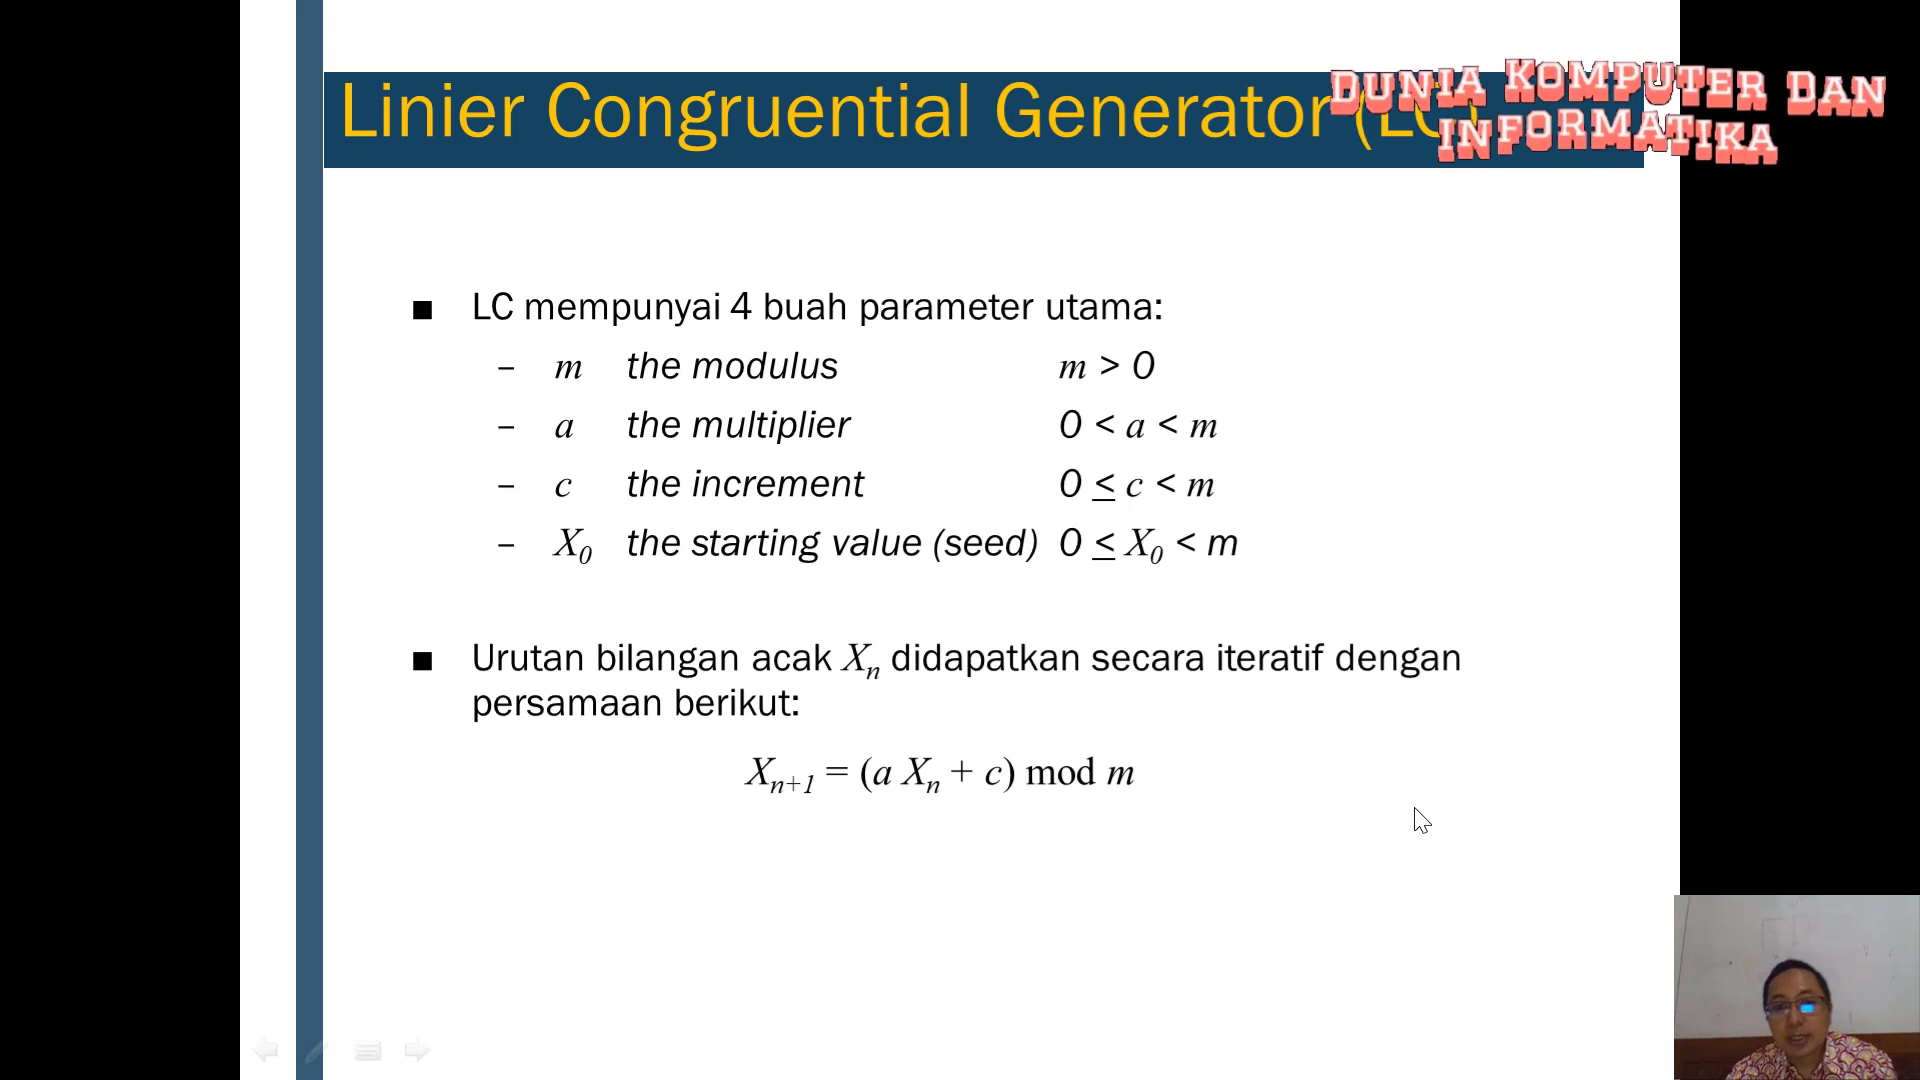 Linier Congruential Generator (LC
DUNIA KOMPUTER DAN
INFORMATIKA
■ LC mempunyai 4 buah parameter utama:
– m the modulus m > 0
– a the multiplier 0 < a < m
– c the increment 0 ≤ c < m
– X₀ the starting value (seed) 0 ≤ X₀ < m
■ Urutan bilangan acak Xₙ didapatkan secara iteratif dengan
persamaan berikut:
Xₙ₊₁ = (a Xₙ + c) mod m